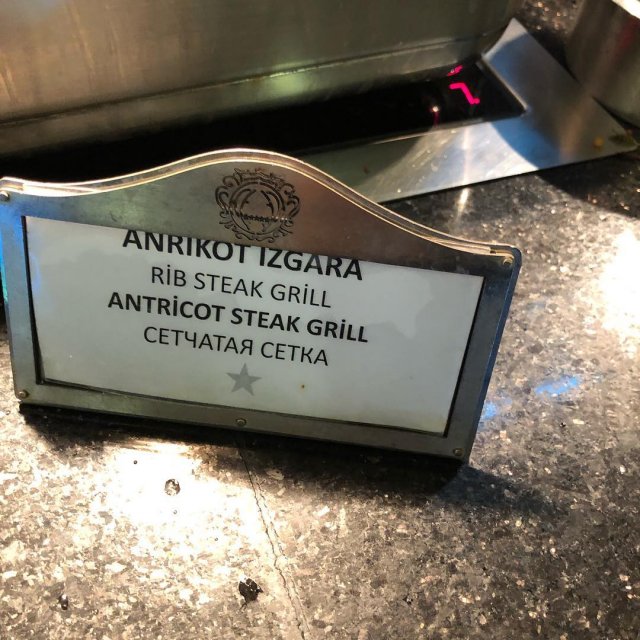 ANRİKOT IZGARA
RİB STEAK GRİLL
ANTRİCOT STEAK GRİLL
СЕТЧАТАЯ СЕТКА